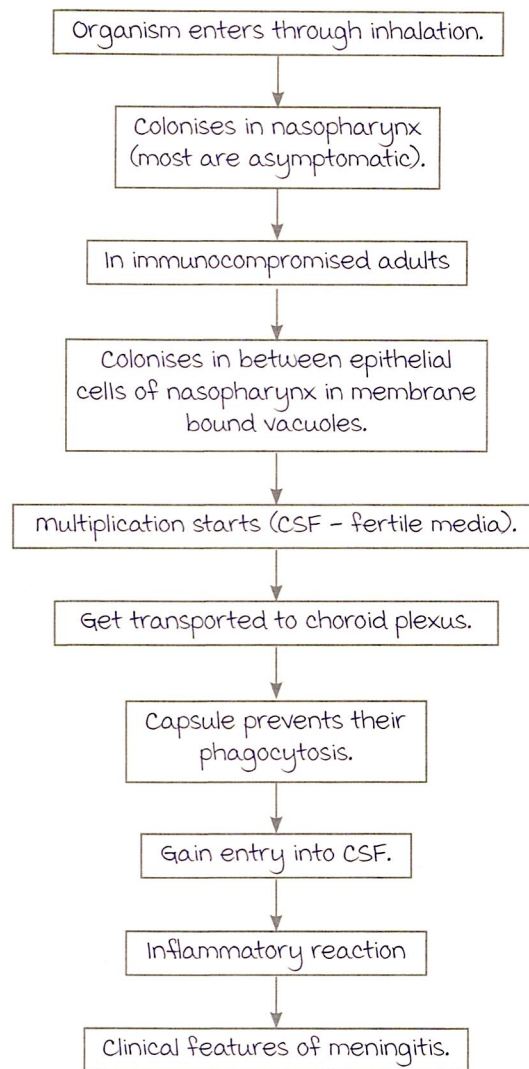 Organism enters through inhalation.
Colonises in nasopharynx
(most are asymptomatic).
In immunocompromised adults
Colonises in between epithelial
cells of nasopharynx in membrane
bound vacuoles.
multiplication starts (CSF – fertile media).
Get transported to choroid plexus.
Capsule prevents their
phagocytosis.
Gain entry into CSF.
Inflammatory reaction
Clinical features of meningitis.